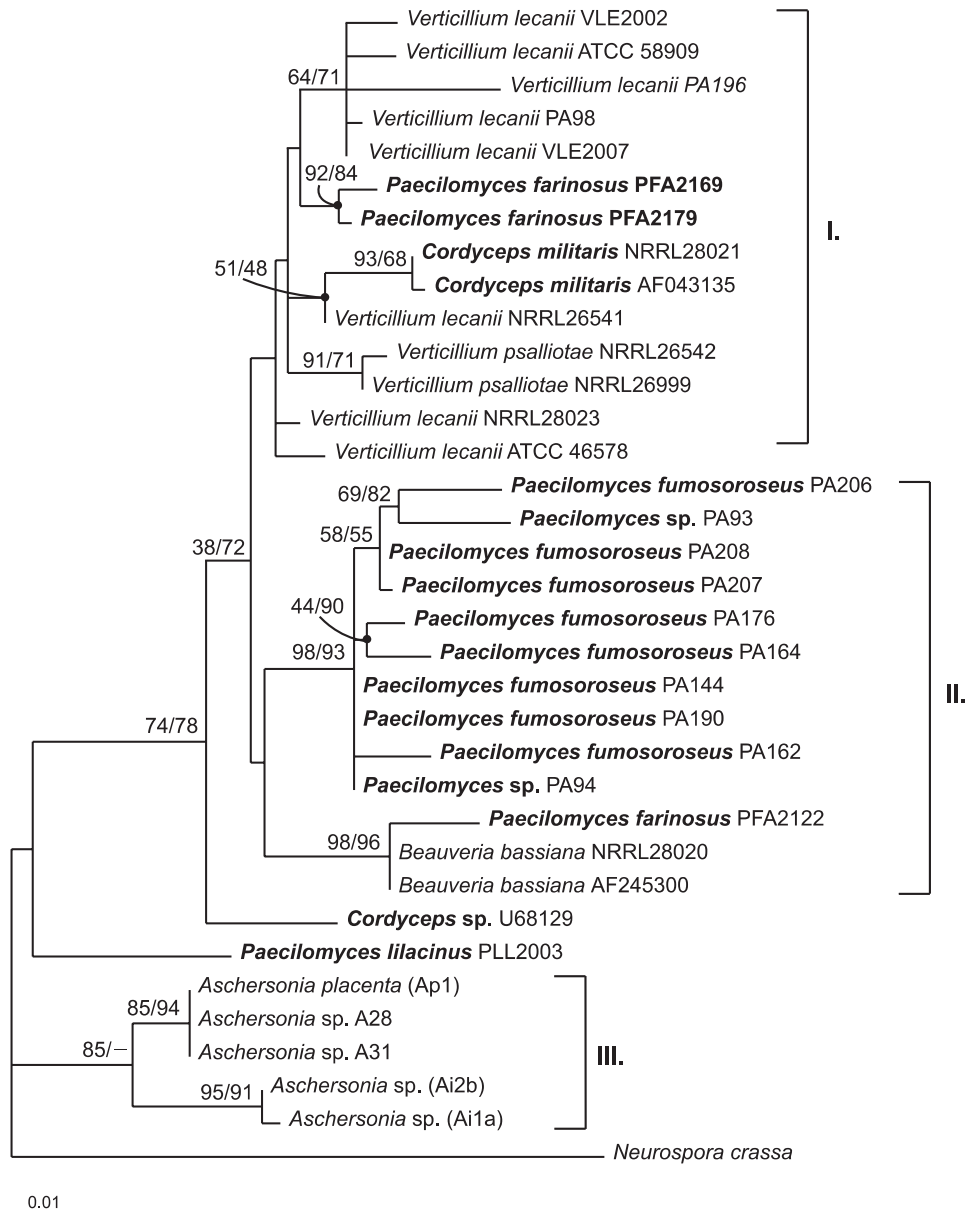 Verticillium lecanii VLE2002
Verticillium lecanii ATCC 58909
64/71
Verticillium lecanii PA196
Verticillium lecanii PA98
Verticillium lecanii VLE2007
92/84
Paecilomyces farinosus PFA2169
Paecilomyces farinosus PFA2179
I.
Cordyceps militaris NRRL28021
93/68
51/48
Cordyceps militaris AF043135
Verticillium lecanii NRRL26541
Verticillium psalliotae NRRL26542
91/71
Verticillium psalliotae NRRL26999
Verticillium lecanii NRRL28023
Verticillium lecanii ATCC 46578
Paecilomyces fumosoroseus PA206
69/82
Paecilomyces sp. PA93
58/55
38/72
Paecilomyces fumosoroseus PA208
Paecilomyces fumosoroseus PA207
44/90
Paecilomyces fumosoroseus PA176
98/93
Paecilomyces fumosoroseus PA164
Paecilomyces fumosoroseus PA144
II.
Paecilomyces fumosoroseus PA190
74/78
Paecilomyces fumosoroseus PA162
Paecilomyces sp. PA94
Paecilomyces farinosus PFA2122
98/96
Beauveria bassiana NRRL28020
Beauveria bassiana AF245300
Cordyceps sp. U68129
Paecilomyces lilacinus PLL2003
Aschersonia placenta (Ap1)
85/94
Aschersonia sp. A28
85/–
Aschersonia sp. A31
III.
95/91
Aschersonia sp. (Ai2b)
Aschersonia sp. (Ai1a)
Neurospora crassa
0.01